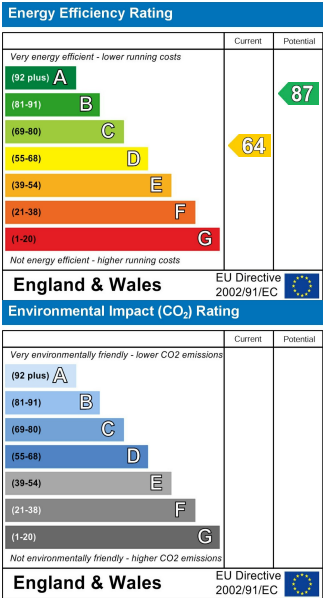 Energy Efficiency Rating
Current Potential
Very energy efficient - lower running costs
(92 plus) A
(81-91) B
(69-80) C
(55-68) D
(39-54) E
(21-38) F
(1-20) G
64
87
Not energy efficient - higher running costs
England & Wales
EU Directive
2002/91/EC
Environmental Impact (CO₂) Rating
Current Potential
Very environmentally friendly - lower CO2 emissions
(92 plus) A
(81-91) B
(69-80) C
(55-68) D
(39-54) E
(21-38) F
(1-20) G
Not environmentally friendly - higher CO2 emissions
England & Wales
EU Directive
2002/91/EC